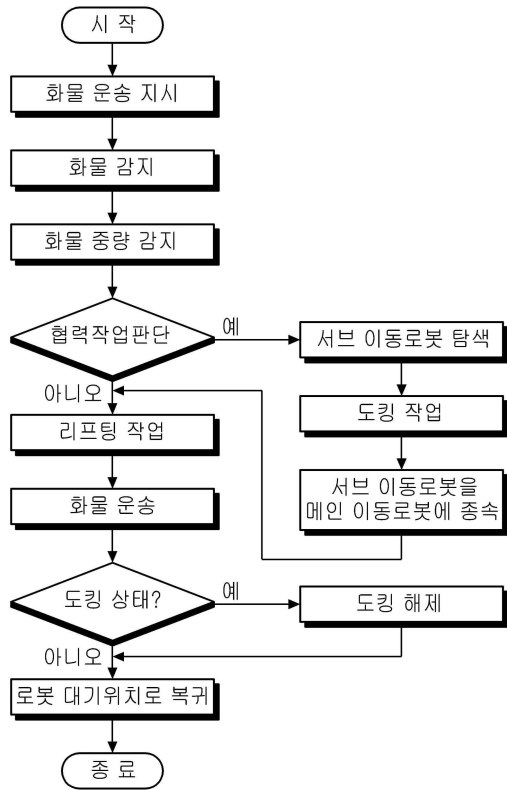 시 작
화물 운송 지시
화물 감지
화물 중량 감지
협력작업판단
예
서브 이동로봇 탐색
아니오
도킹 작업
리프팅 작업
서브 이동로봇을
메인 이동로봇에 종속
화물 운송
도킹 상태?
예
도킹 해제
아니오
로봇 대기위치로 복귀
종 료